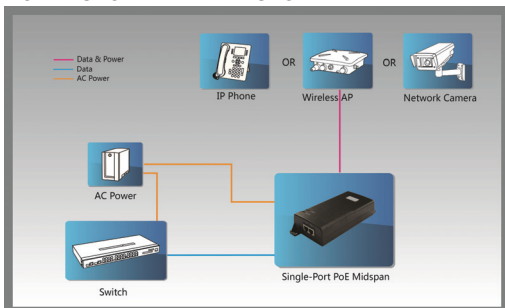 Data & Power
Data
AC Power
OR
OR
IP Phone
Wireless AP
Network Camera
AC Power
Single-Port PoE Midspan
Switch